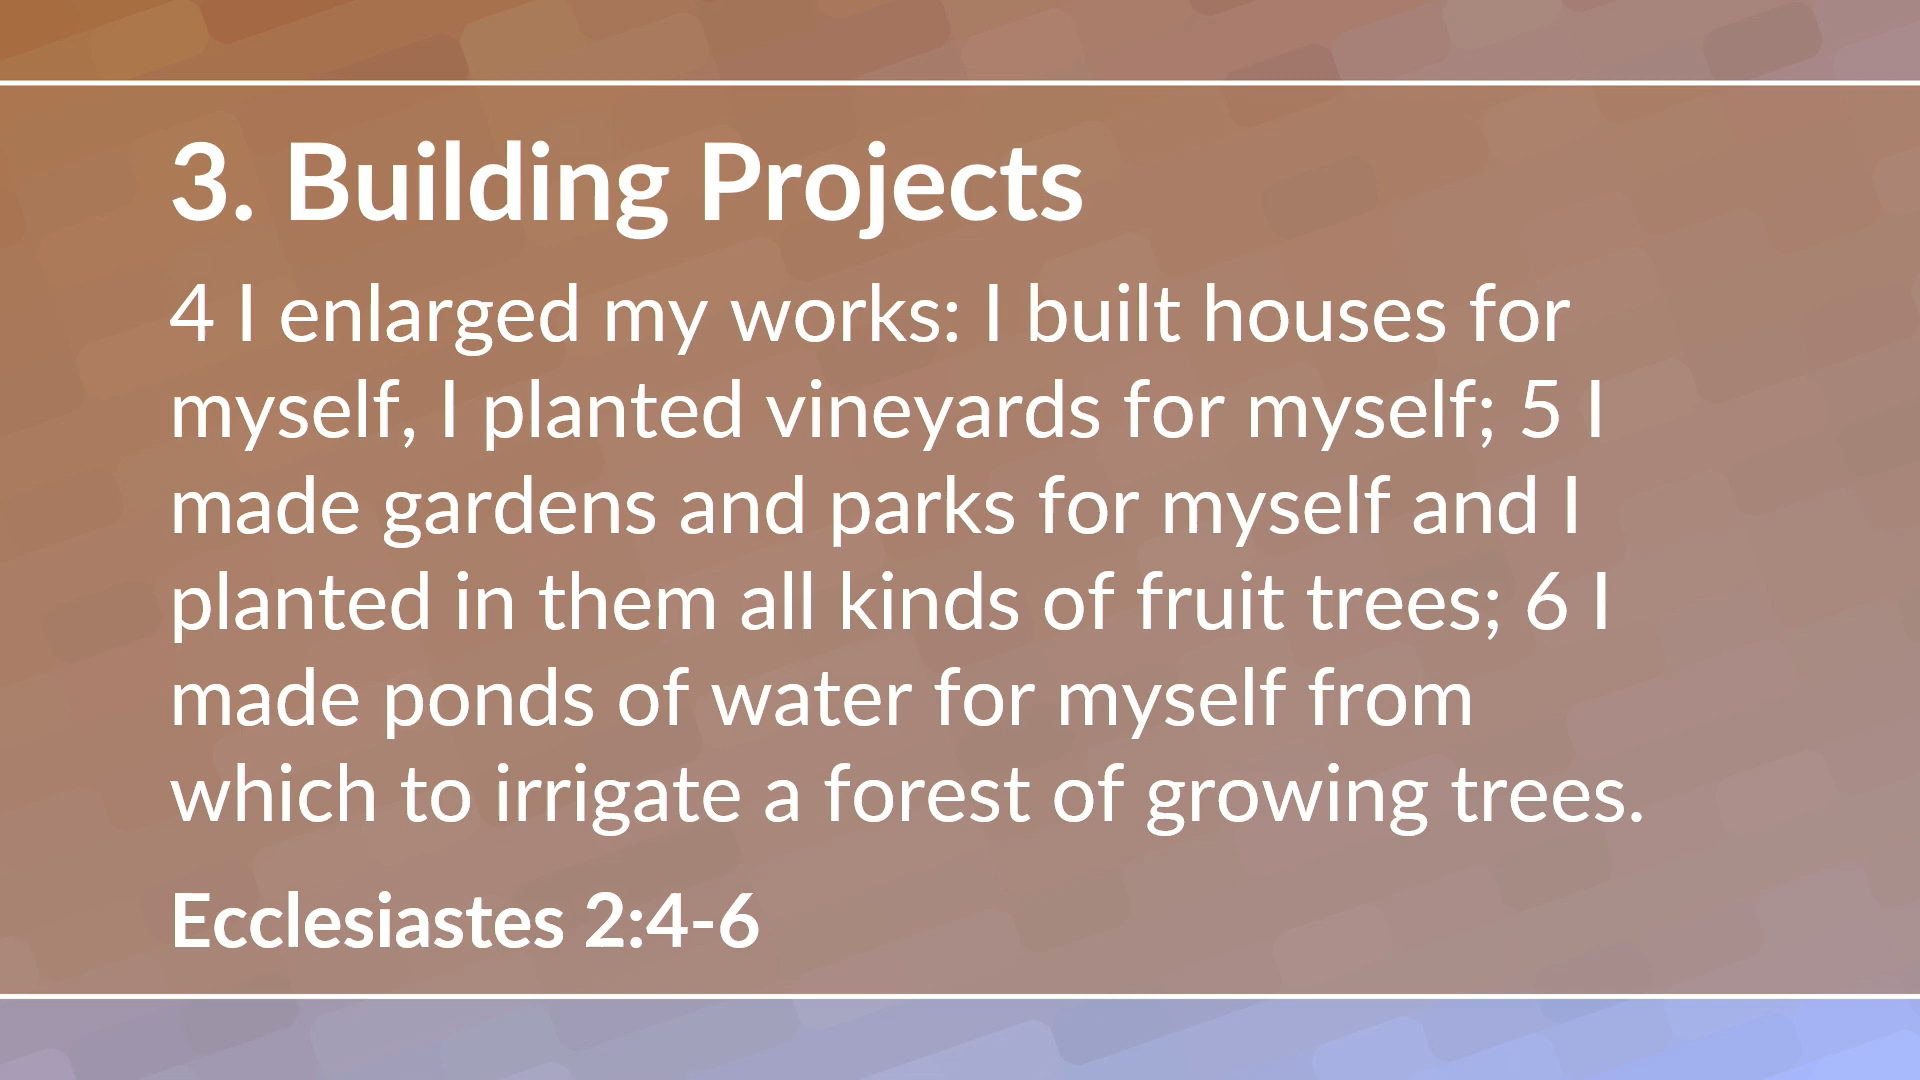 3. Building Projects
4 I enlarged my works: I built houses for
myself, I planted vineyards for myself; 5 I
made gardens and parks for myself and I
planted in them all kinds of fruit trees; 6 I
made ponds of water for myself from
which to irrigate a forest of growing trees.
Ecclesiastes 2:4-6